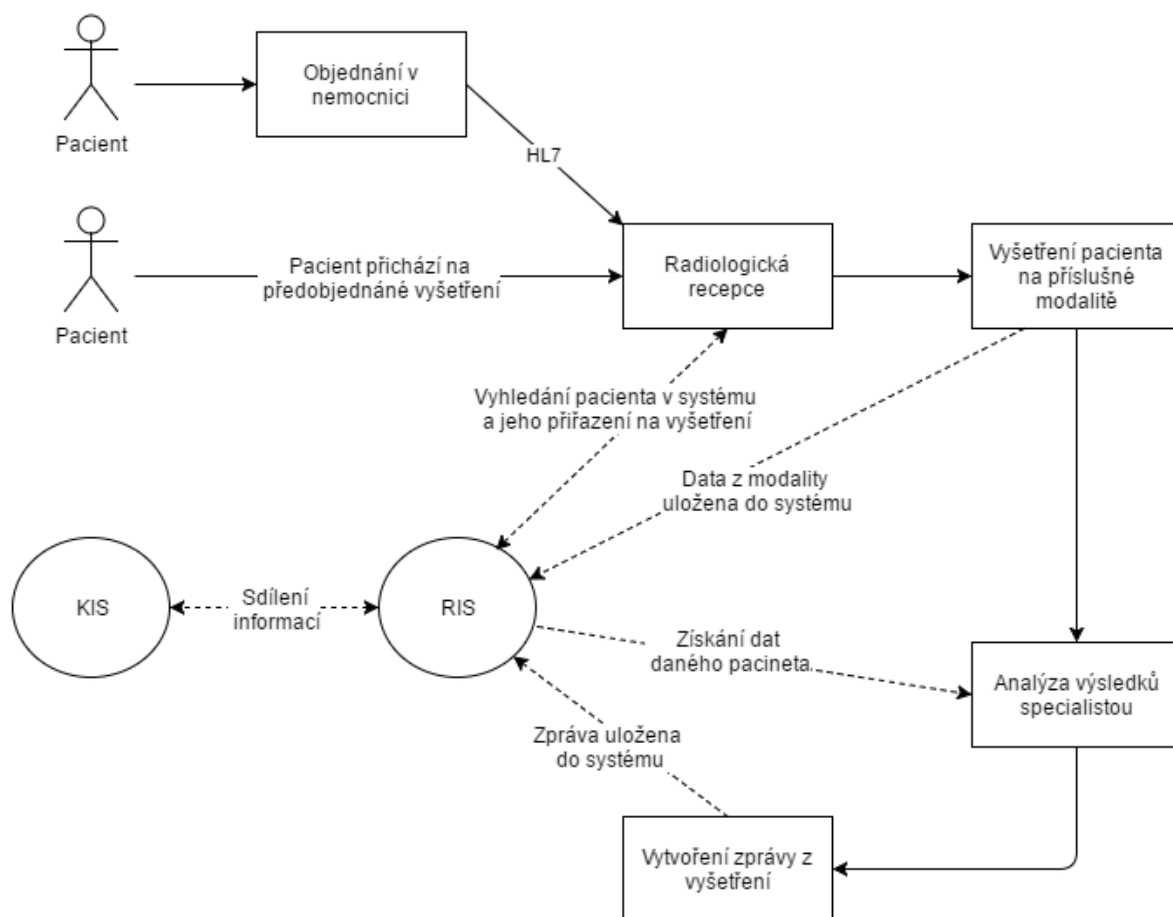 Pacient
Objednání v
nemocnici
HL7
Pacient
Pacient přichází na
předobjednáné vyšetření
Radiologická
recepce
Vyšetření pacienta
na příslušné
modalitě
Vyhledání pacienta v systému
a jeho přiřazení na vyšetření
Data z modality
uložena do systému
KIS
Sdílení
informací
RIS
Získání dat
daného pacineta
Analýza výsledků
specialistou
Zpráva uložena
do systému
Vytvoření zprávy z
vyšetření